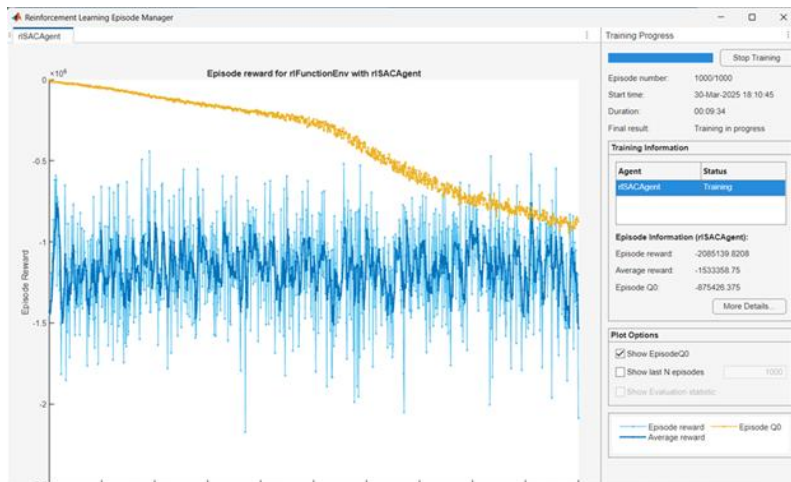 Reinforcement Learning Episode Manager
rlSACAgent
Training Progress
Episode reward for rlFunctionEnv with rlSACAgent
×10⁶
0
-0.5
-1
-1.5
-2
Episode Reward
Stop Training
Episode number: 1000/1000
Start time: 30-Mar-2025 18:10:45
Duration: 00:09:34
Final result: Training in progress
Training Information
Agent Status
rlSACAgent Training
Episode Information (rlSACAgent):
Episode reward: -2085139.8208
Average reward: -1533358.75
Episode Q0: -875426.375
More Details...
Plot Options
Show EpisodeQ0
Show last N episodes 1000
Show Evaluation statistic
Episode reward Episode Q0
Average reward